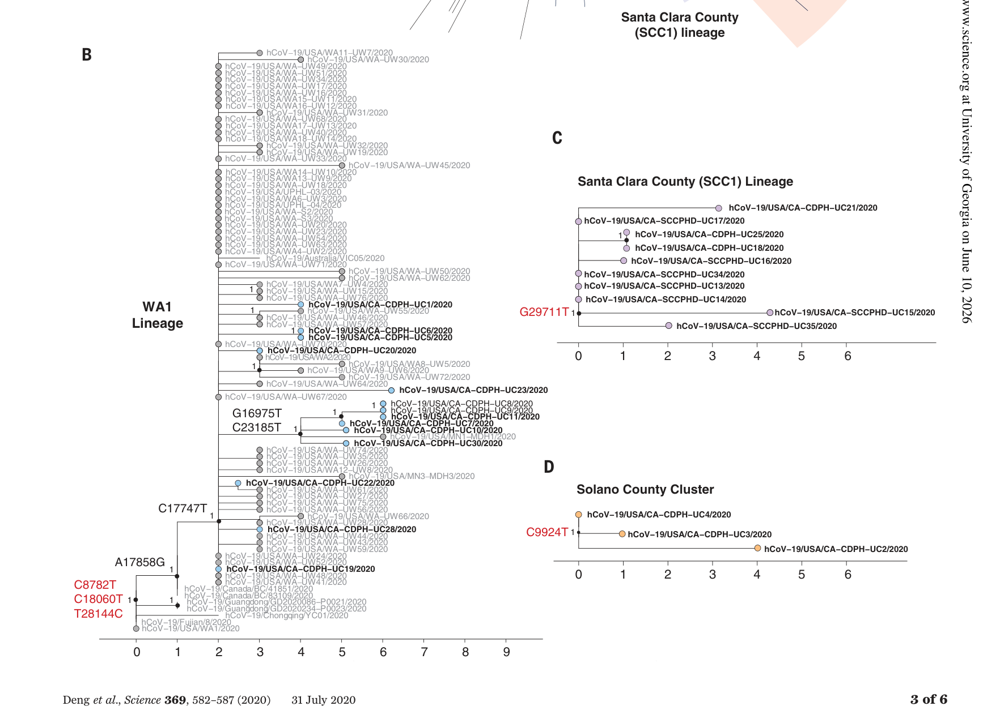 Santa Clara County
(SCC1) lineage
www.science.org at University of Georgia on June 10, 2026
B
hCoV-19/USA/WA11-UW7/2020
hCoV-19/USA/WA-UW30/2020
hCoV-19/USA/WA-UW49/2020
hCoV-19/USA/WA-UW51/2020
hCoV-19/USA/WA-UW34/2020
hCoV-19/USA/WA-UW17/2020
hCoV-19/USA/WA-UW16/2020
hCoV-19/USA/WA15-UW11/2020
hCoV-19/USA/WA16-UW12/2020
hCoV-19/USA/WA-UW31/2020
hCoV-19/USA/WA-UW68/2020
hCoV-19/USA/WA17-UW13/2020
hCoV-19/USA/WA-UW40/2020
hCoV-19/USA/WA18-UW14/2020
hCoV-19/USA/WA-UW32/2020
hCoV-19/USA/WA-UW19/2020
hCoV-19/USA/WA-UW33/2020
hCoV-19/USA/WA-UW45/2020
hCoV-19/USA/WA14-UW10/2020
hCoV-19/USA/WA13-UW9/2020
hCoV-19/USA/WA-UW18/2020
hCoV-19/USA/UPHL-03/2020
hCoV-19/USA/WA6-UW3/2020
hCoV-19/USA/UPHL-04/2020
hCoV-19/USA/WA-S2/2020
hCoV-19/USA/WA-S3/2020
hCoV-19/USA/WA-UW20/2020
hCoV-19/USA/WA-UW23/2020
hCoV-19/USA/WA-UW54/2020
hCoV-19/USA/WA-UW63/2020
hCoV-19/USA/WA4-UW2/2020
hCoV-19/Australia/VIC05/2020
hCoV-19/USA/WA-UW71/2020
hCoV-19/USA/WA-UW50/2020
hCoV-19/USA/WA-UW62/2020
hCoV-19/USA/WA7-UW4/2020
1 hCoV-19/USA/WA-UW15/2020
hCoV-19/USA/WA-UW76/2020
WA1
Lineage
hCoV-19/USA/CA-CDPH-UC1/2020
1 hCoV-19/USA/WA-UW55/2020
hCoV-19/USA/WA-UW46/2020
hCoV-19/USA/WA-UW57/2020
1 hCoV-19/USA/CA-CDPH-UC6/2020
hCoV-19/USA/CA-CDPH-UC5/2020
hCoV-19/USA/WA-UW70/2020
hCoV-19/USA/CA-CDPH-UC20/2020
hCoV-19/USA/WA2/2020
hCoV-19/USA/WA8-UW5/2020
1 hCoV-19/USA/WA9-UW6/2020
hCoV-19/USA/WA-UW72/2020
hCoV-19/USA/WA-UW64/2020
hCoV-19/USA/CA-CDPH-UC23/2020
hCoV-19/USA/WA-UW67/2020
1 hCoV-19/USA/CA-CDPH-UC8/2020
G16975T 1 hCoV-19/USA/CA-CDPH-UC9/2020
hCoV-19/USA/CA-CDPH-UC11/2020
hCoV-19/USA/CA-CDPH-UC7/2020
C23185T 1 hCoV-19/USA/CA-CDPH-UC10/2020
hCoV-19/USA/MN1-MDH1/2020
hCoV-19/USA/CA-CDPH-UC30/2020
hCoV-19/USA/WA-UW74/2020
hCoV-19/USA/WA-UW35/2020
hCoV-19/USA/WA-UW26/2020
hCoV-19/USA/WA12-UW8/2020
hCoV-19/USA/MN3-MDH3/2020
hCoV-19/USA/CA-CDPH-UC22/2020
hCoV-19/USA/WA-UW61/2020
hCoV-19/USA/WA-UW27/2020
hCoV-19/USA/WA-UW75/2020
C17747T hCoV-19/USA/WA-UW56/2020
1 hCoV-19/USA/WA-UW66/2020
hCoV-19/USA/WA-UW28/2020
hCoV-19/USA/CA-CDPH-UC28/2020
hCoV-19/USA/WA-UW44/2020
hCoV-19/USA/WA-UW43/2020
hCoV-19/USA/WA-UW59/2020
hCoV-19/USA/WA-UW24/2020
A17858G hCoV-19/USA/WA-UW52/2020
1 hCoV-19/USA/CA-CDPH-UC19/2020
hCoV-19/USA/WA-UW48/2020
hCoV-19/USA/WA-UW41/2020
C8782T hCoV-19/Canada/BC/41851/2020
hCoV-19/Canada/BC/83109/2020
C18060T 1 1 hCoV-19/Guangdong/GD2020086-P0021/2020
hCoV-19/Guangdong/GD2020234-P0023/2020
T28144C hCoV-19/Chongqing/YC01/2020
hCoV-19/Fujian/8/2020
hCoV-19/USA/WA1/2020
0 1 2 3 4 5 6 7 8 9
C
Santa Clara County (SCC1) Lineage
hCoV-19/USA/CA-CDPH-UC21/2020
hCoV-19/USA/CA-SCCPHD-UC17/2020
1 hCoV-19/USA/CA-CDPH-UC25/2020
hCoV-19/USA/CA-CDPH-UC18/2020
hCoV-19/USA/CA-SCCPHD-UC16/2020
hCoV-19/USA/CA-SCCPHD-UC34/2020
hCoV-19/USA/CA-SCCPHD-UC13/2020
hCoV-19/USA/CA-SCCPHD-UC14/2020
G29711T 1 hCoV-19/USA/CA-SCCPHD-UC15/2020
hCoV-19/USA/CA-SCCPHD-UC35/2020
0 1 2 3 4 5 6
D
Solano County Cluster
hCoV-19/USA/CA-CDPH-UC4/2020
C9924T 1 hCoV-19/USA/CA-CDPH-UC3/2020
hCoV-19/USA/CA-CDPH-UC2/2020
0 1 2 3 4 5 6
Deng et al., Science 369, 582–587 (2020) 31 July 2020
3 of 6